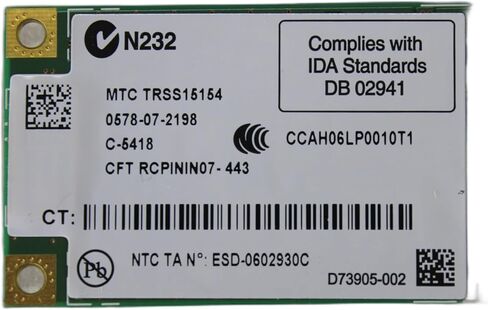 N232
Complies with
IDA Standards
DB 02941
MTC TRSS15154
0578-07-2198
C-5418
CCAH06LP0010T1
CFT RCPININ07- 443
CT:
Pb
NTC TA Nº: ESD-0602930C
D73905-002